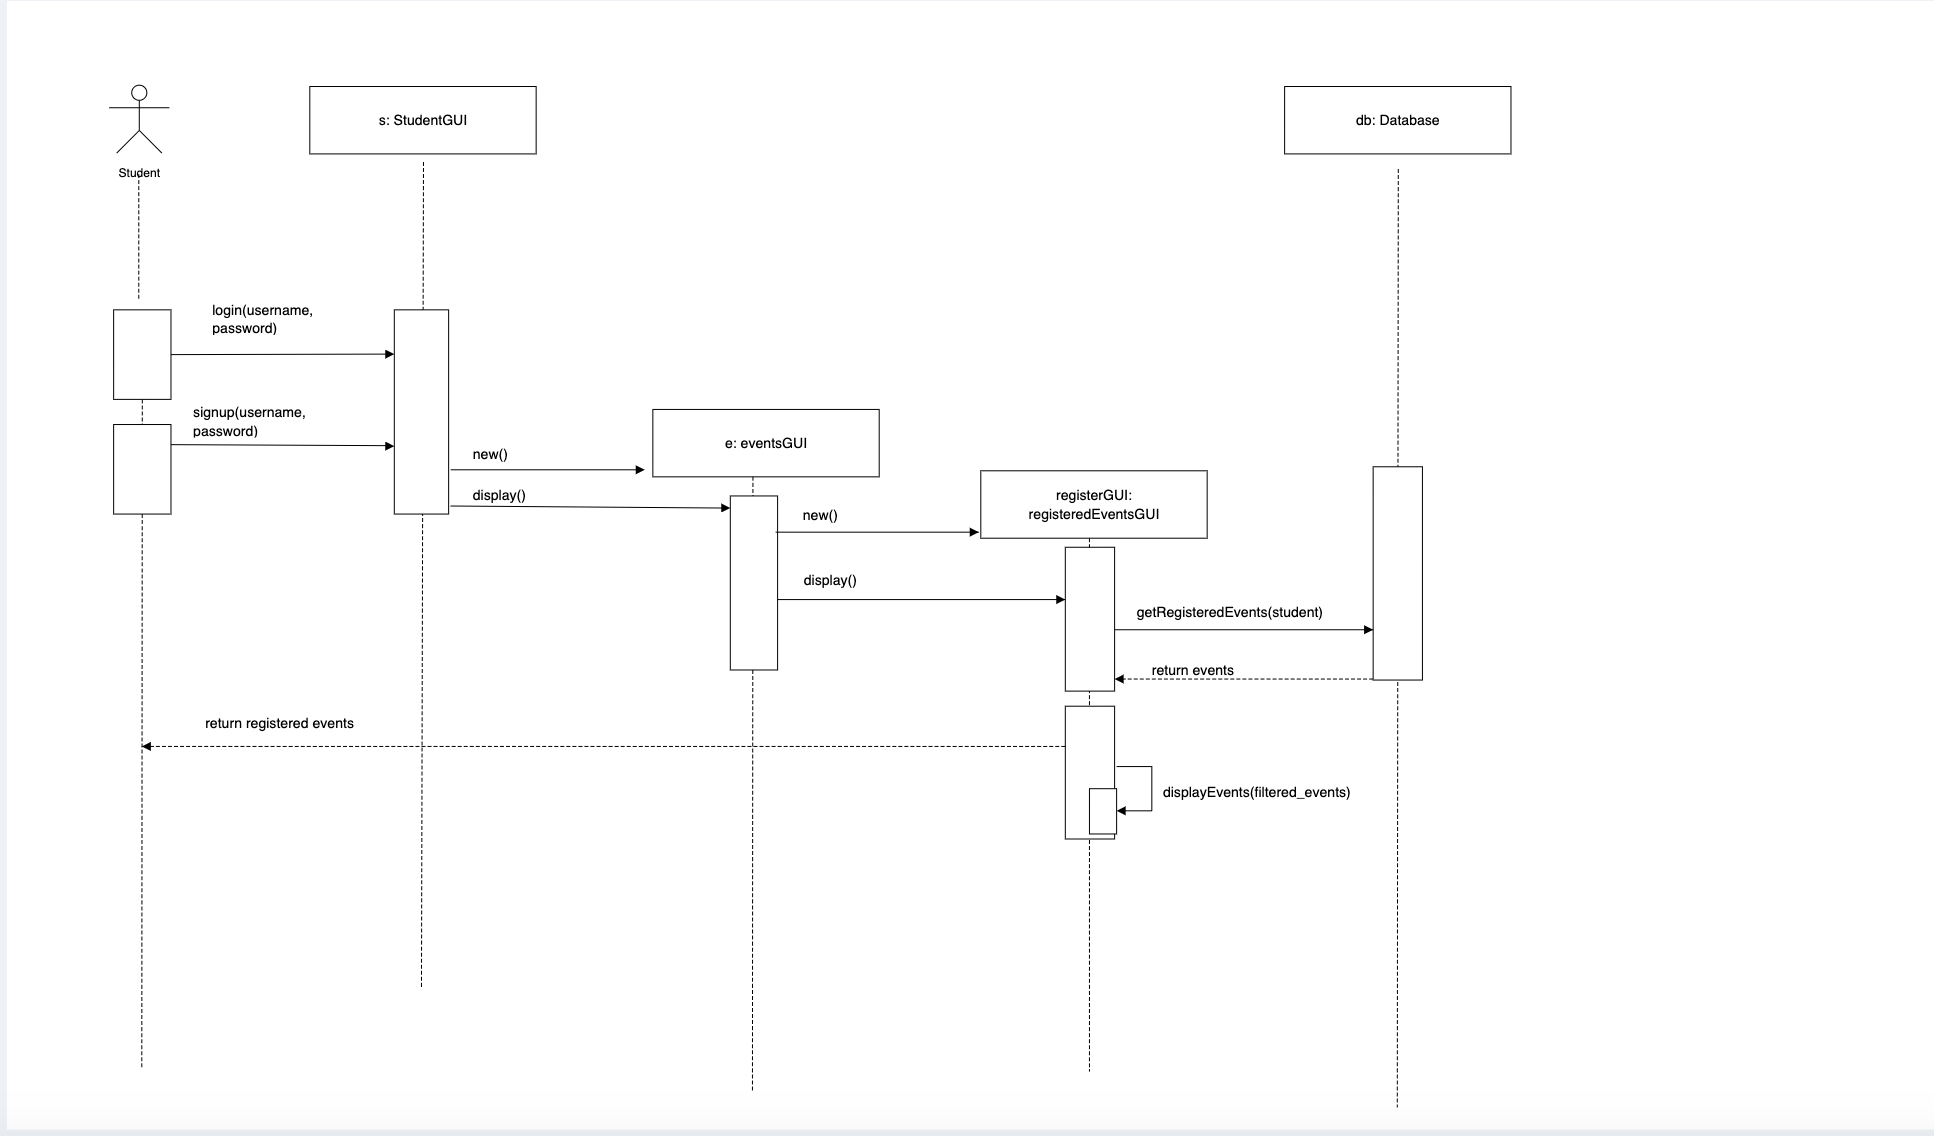 Student
s: StudentGUI
db: Database
login(username,
password)
signup(username,
password)
new()
e: eventsGUI
display()
new()
registerGUI:
registeredEventsGUI
display()
getRegisteredEvents(student)
return events
return registered events
displayEvents(filtered_events)